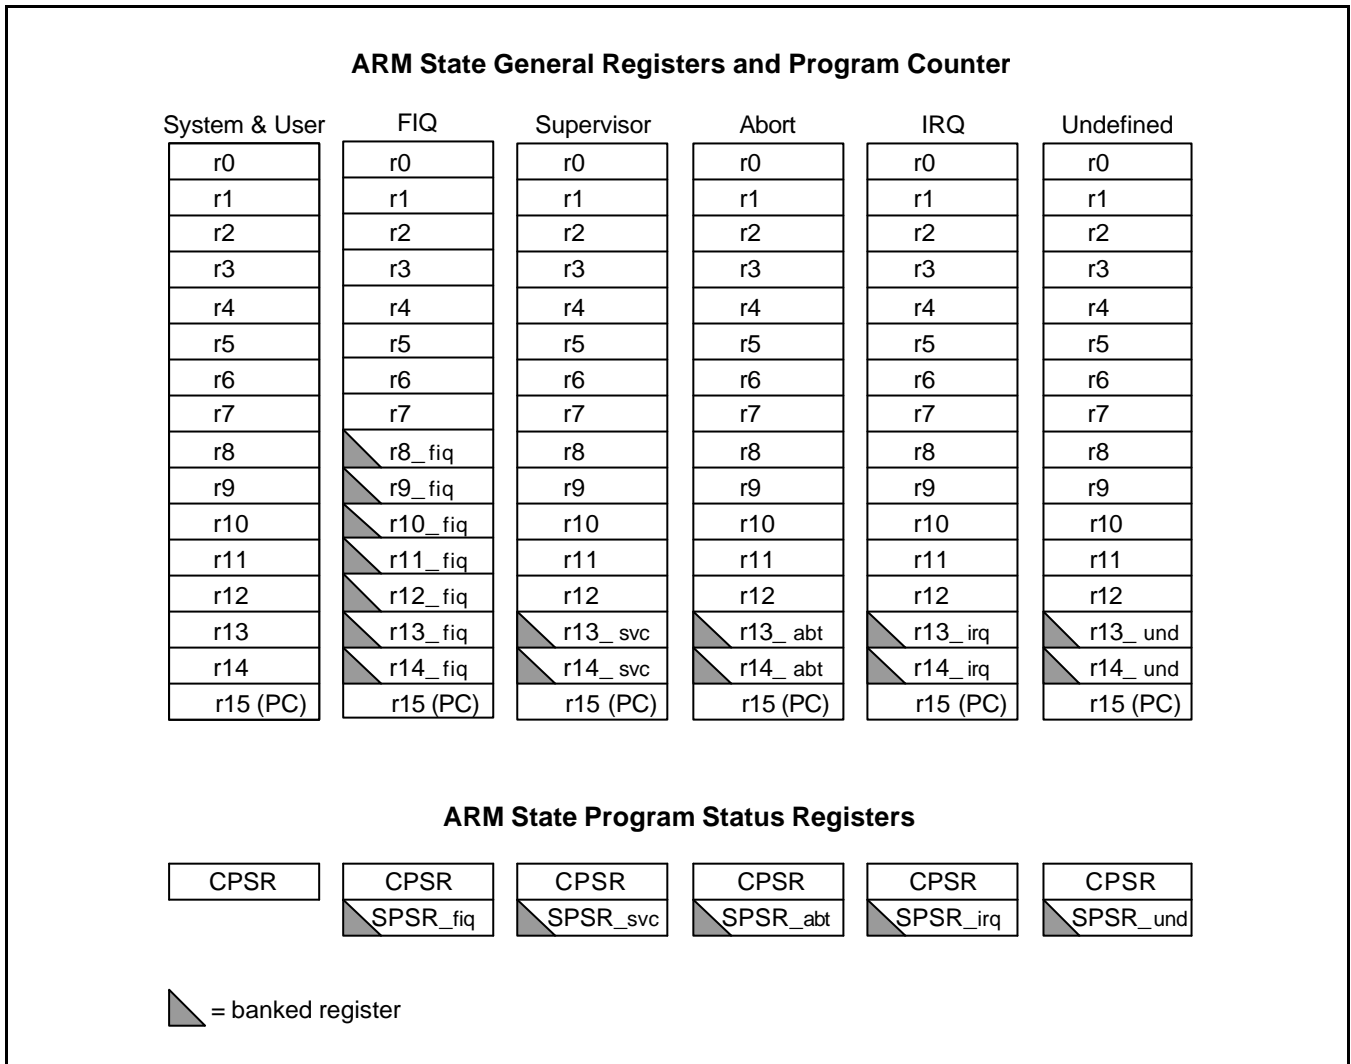 ARM State General Registers and Program Counter
System & User FIQ Supervisor Abort IRQ Undefined
r0 r0 r0 r0 r0 r0
r1 r1 r1 r1 r1 r1
r2 r2 r2 r2 r2 r2
r3 r3 r3 r3 r3 r3
r4 r4 r4 r4 r4 r4
r5 r5 r5 r5 r5 r5
r6 r6 r6 r6 r6 r6
r7 r7 r7 r7 r7 r7
r8 r8_fiq r8 r8 r8 r8
r9 r9_fiq r9 r9 r9 r9
r10 r10_fiq r10 r10 r10 r10
r11 r11_fiq r11 r11 r11 r11
r12 r12_fiq r12 r12 r12 r12
r13 r13_fiq r13_svc r13_abt r13_irq r13_und
r14 r14_fiq r14_svc r14_abt r14_irq r14_und
r15 (PC) r15 (PC) r15 (PC) r15 (PC) r15 (PC) r15 (PC)
ARM State Program Status Registers
CPSR CPSR CPSR CPSR CPSR CPSR
SPSR_fiq SPSR_svc SPSR_abt SPSR_irq SPSR_und
= banked register